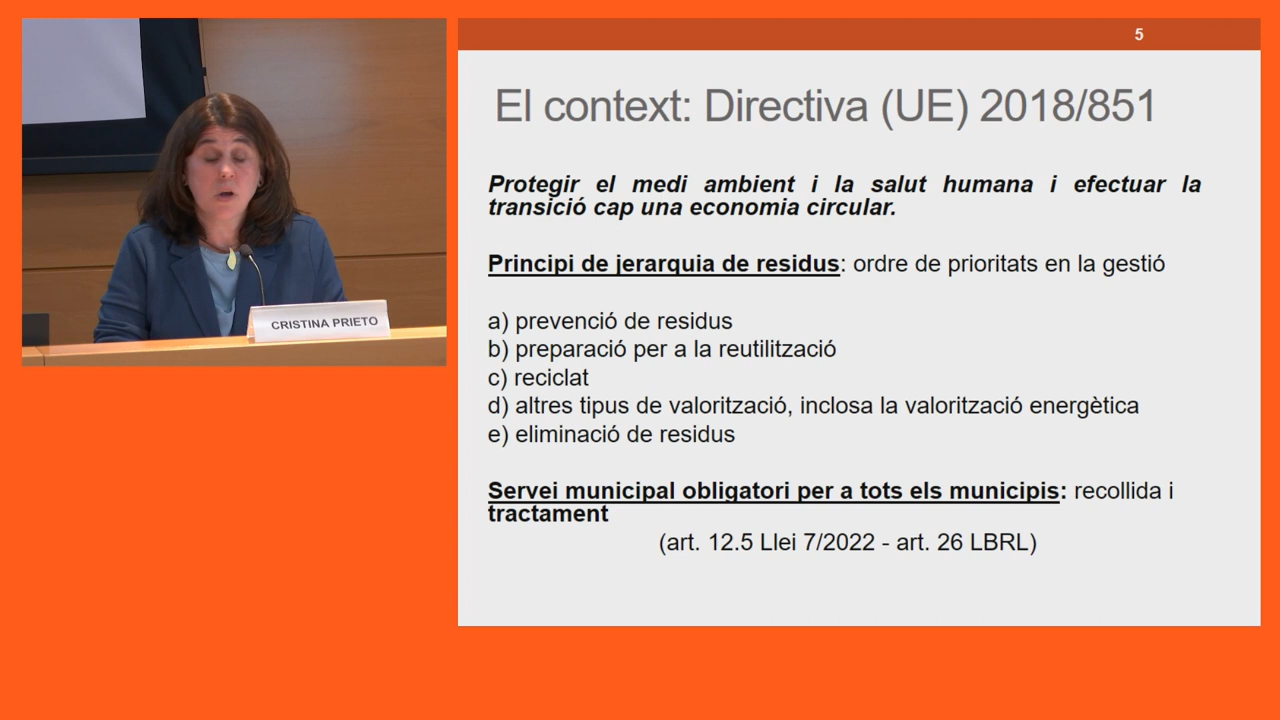 CRISTINA PRIETO
5
El context: Directiva (UE) 2018/851
Protegir el medi ambient i la salut humana i efectuar la
transició cap una economia circular.
Principi de jerarquia de residus: ordre de prioritats en la gestió
a) prevenció de residus
b) preparació per a la reutilització
c) reciclat
d) altres tipus de valorització, inclosa la valorització energètica
e) eliminació de residus
Servei municipal obligatori per a tots els municipis: recollida i
tractament
(art. 12.5 Llei 7/2022 - art. 26 LBRL)